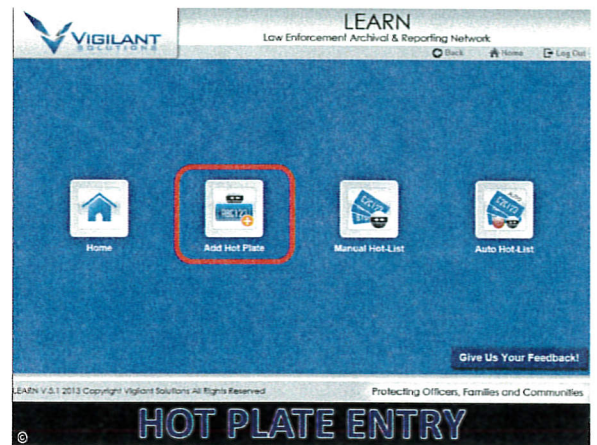 VIGILANT
SOLUTIONS
LEARN
Law Enforcement Archival & Reporting Network
Back Home Log Out
Home
Add Hot Plate
Manual Hot-List
Auto Hot-List
Give Us Your Feedback!
LEARN V.5.1 2013 Copyright Vigilant Solutions All Rights Reserved
Protecting Officers, Families and Communities
HOT PLATE ENTRY
©